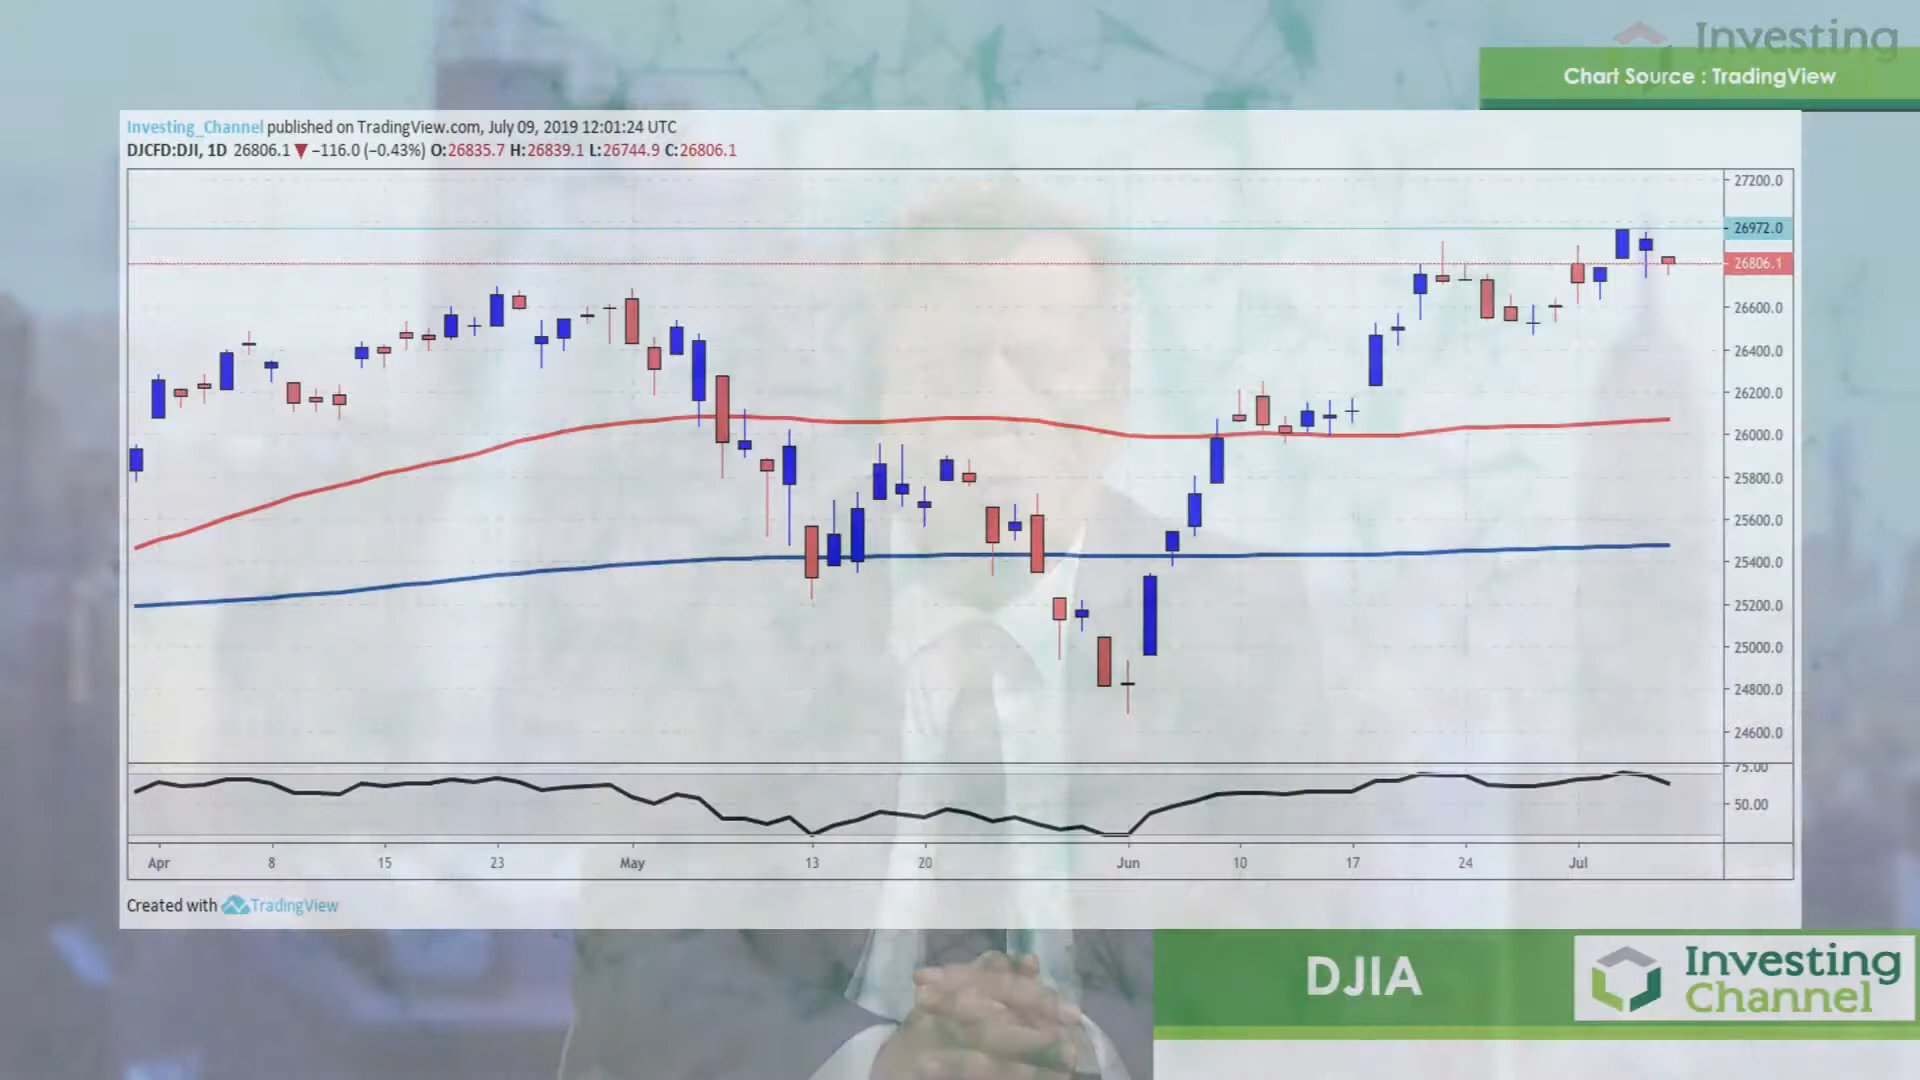 Investing
Chart Source : TradingView
Investing_Channel published on TradingView.com, July 09, 2019 12:01:24 UTC
DJCFD:DJI, 1D 26806.1 ▼ −116.0 (−0.43%) O:26835.7 H:26839.1 L:26744.9 C:26806.1
27200.0
26972.0
26806.1
26600.0
26400.0
26200.0
26000.0
25800.0
25600.0
25400.0
25200.0
25000.0
24800.0
24600.0
75.00
50.00
Apr 8 15 23 May 13 20 Jun 10 17 24 Jul
Created with TradingView
DJIA
Investing
Channel